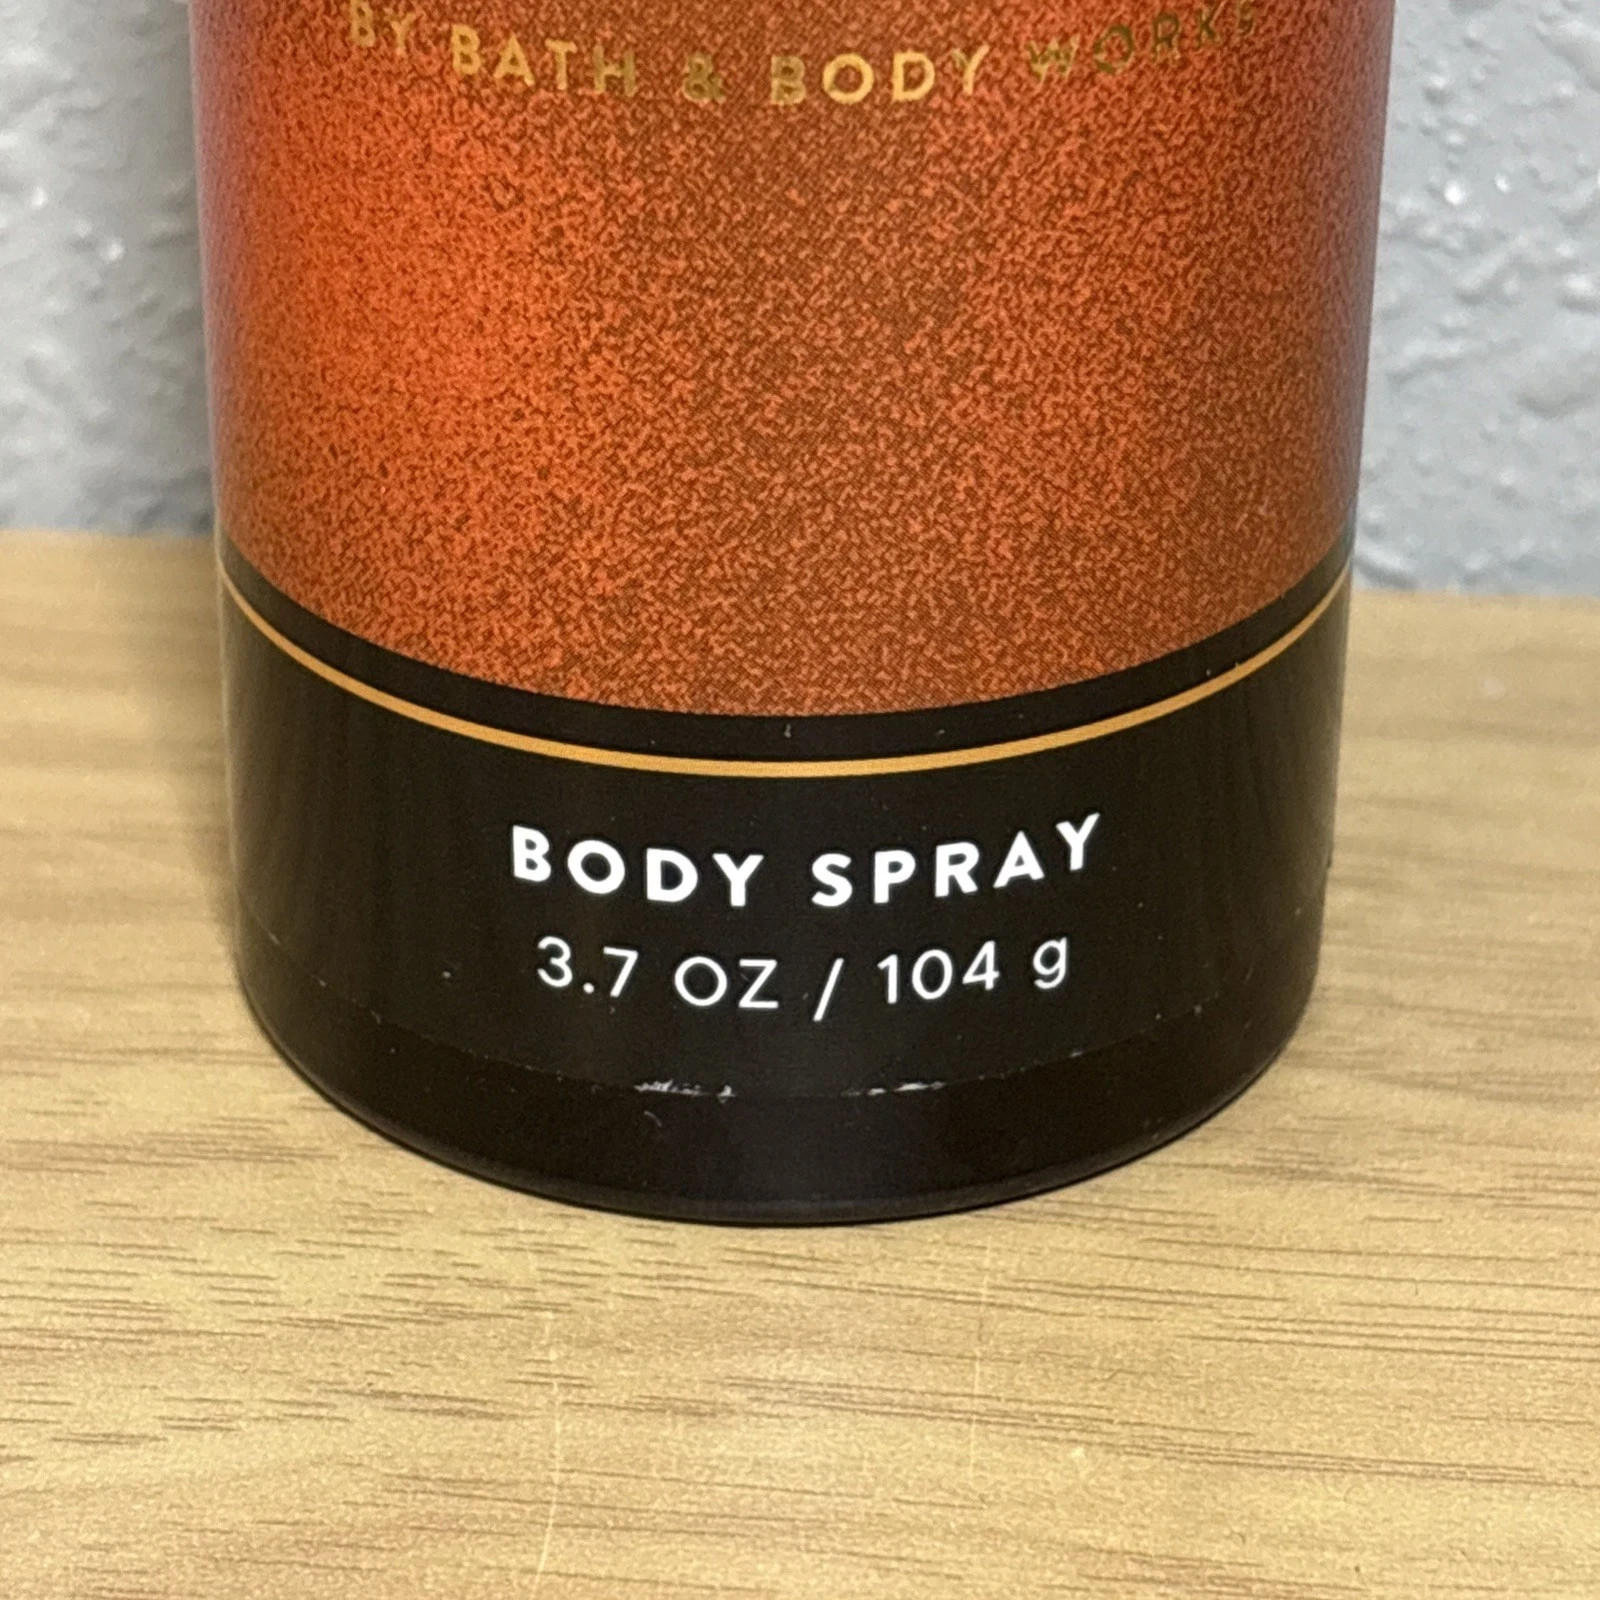 BY BATH & BODY WORKS
BODY SPRAY
3.7 OZ / 104 g